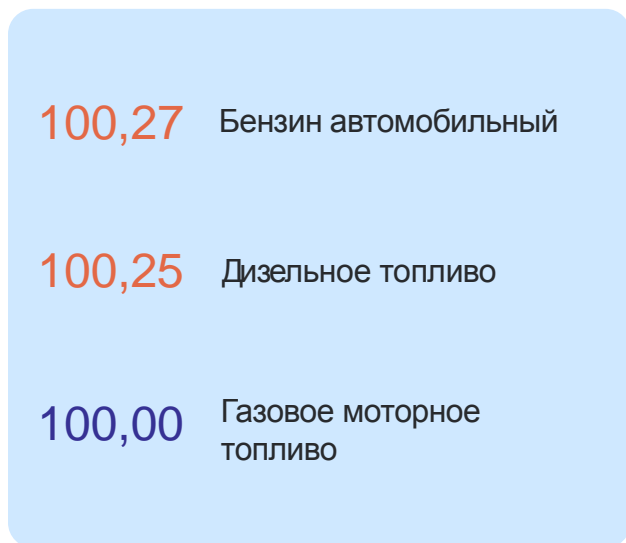 100,27 Бензин автомобильный
100,25 Дизельное топливо
100,00 Газовое моторное
топливо